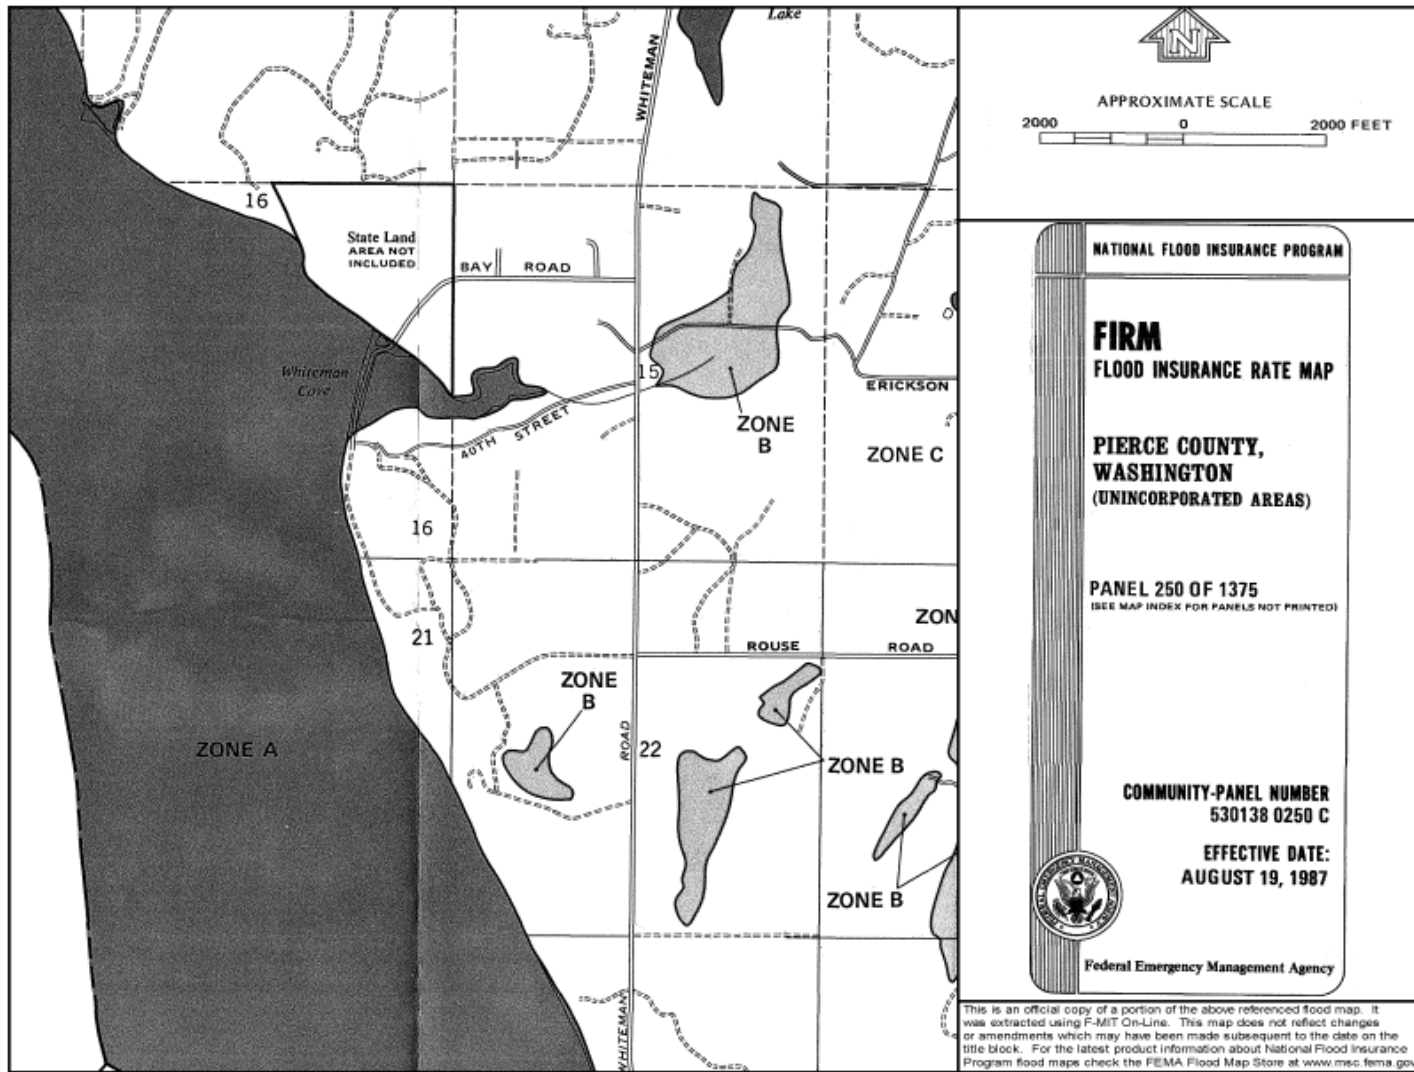 Lake
WHITEMAN
16
State Land
AREA NOT
INCLUDED
BAY ROAD
Whiteman
Cove
15
ERICKSON
40TH STREET
ZONE
B
ZONE C
16
21
ZON
ROUSE ROAD
ZONE
B
ROAD
22
ZONE A
ZONE B
ZONE B
WHITEMAN
N
APPROXIMATE SCALE
2000 0 2000 FEET
NATIONAL FLOOD INSURANCE PROGRAM
FIRM
FLOOD INSURANCE RATE MAP
PIERCE COUNTY,
WASHINGTON
(UNINCORPORATED AREAS)
PANEL 250 OF 1375
(SEE MAP INDEX FOR PANELS NOT PRINTED)
COMMUNITY-PANEL NUMBER
530138 0250 C
EFFECTIVE DATE:
AUGUST 19, 1987
FEDERAL EMERGENCY MANAGEMENT AGENCY
Federal Emergency Management Agency
This is an official copy of a portion of the above referenced flood map. It
was extracted using F-MIT On-Line. This map does not reflect changes
or amendments which may have been made subsequent to the date on the
title block. For the latest product information about National Flood Insurance
Program flood maps check the FEMA Flood Map Store at www.msc.fema.gov